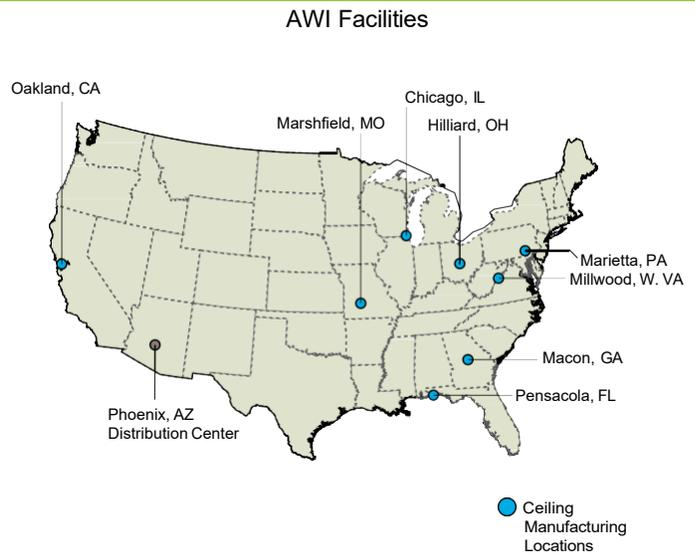 AWI Facilities
Oakland, CA
Chicago, IL
Marshfield, MO
Hilliard, OH
Marietta, PA
Millwood, W. VA
Macon, GA
Pensacola, FL
Phoenix, AZ
Distribution Center
Ceiling
Manufacturing
Locations